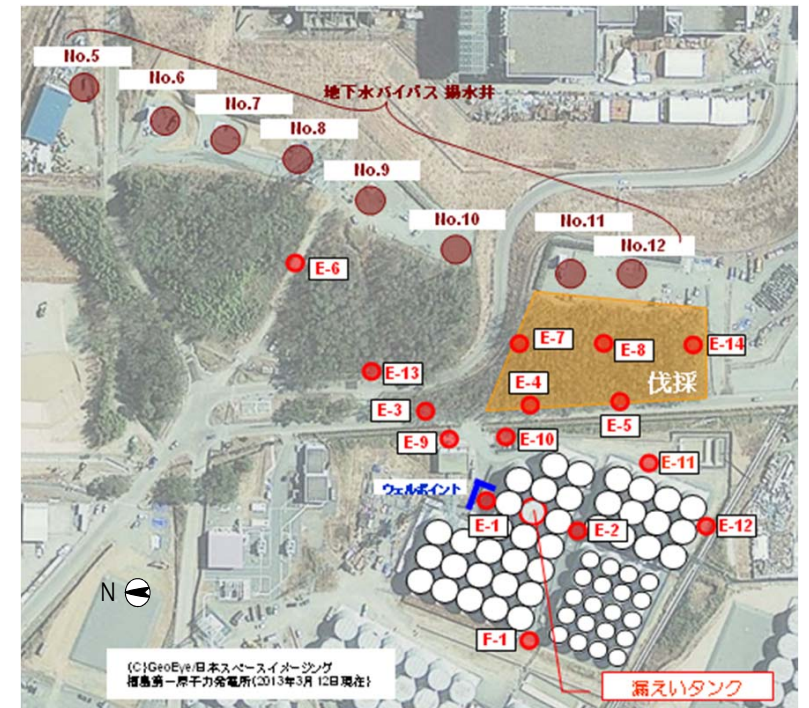 No.5
No.6
No.7
地下水バイパス 揚水井
No.8
No.9
No.10
No.11
No.12
E-6
E-7
E-8
E-14
E-13
E-4
伐採
E-3
E-5
E-9
E-10
E-11
ウェルポイント
E-1
E-2
E-12
N
F-1
(C)GeoEye/日本スペースイメージング
福島第一原子力発電所(2013年3月12日現在)
漏えいタンク